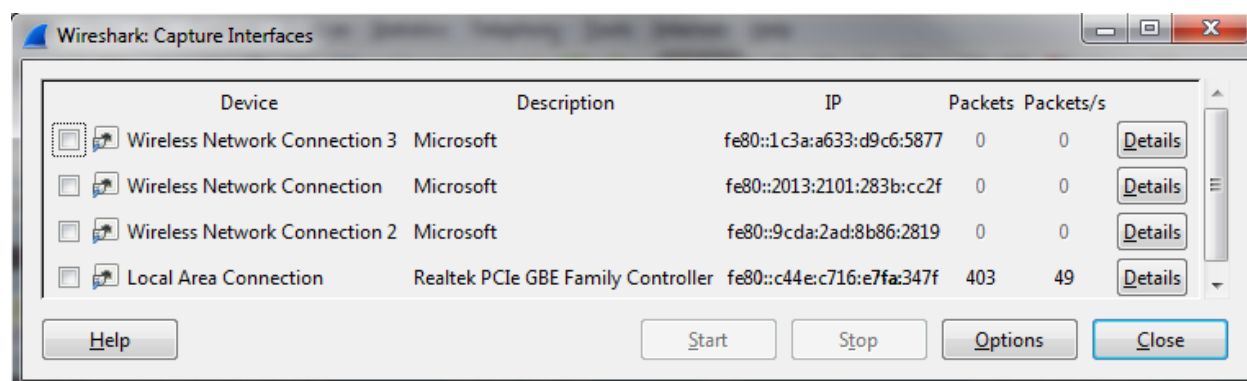 Wireshark: Capture Interfaces
Device Description IP Packets Packets/s
Wireless Network Connection 3 Microsoft fe80::1c3a:a633:d9c6:5877 0 0 Details
Wireless Network Connection Microsoft fe80::2013:2101:283b:cc2f 0 0 Details
Wireless Network Connection 2 Microsoft fe80::9cda:2ad:8b86:2819 0 0 Details
Local Area Connection Realtek PCIe GBE Family Controller fe80::c44e:c716:e7fa:347f 403 49 Details
Help Start Stop Options Close